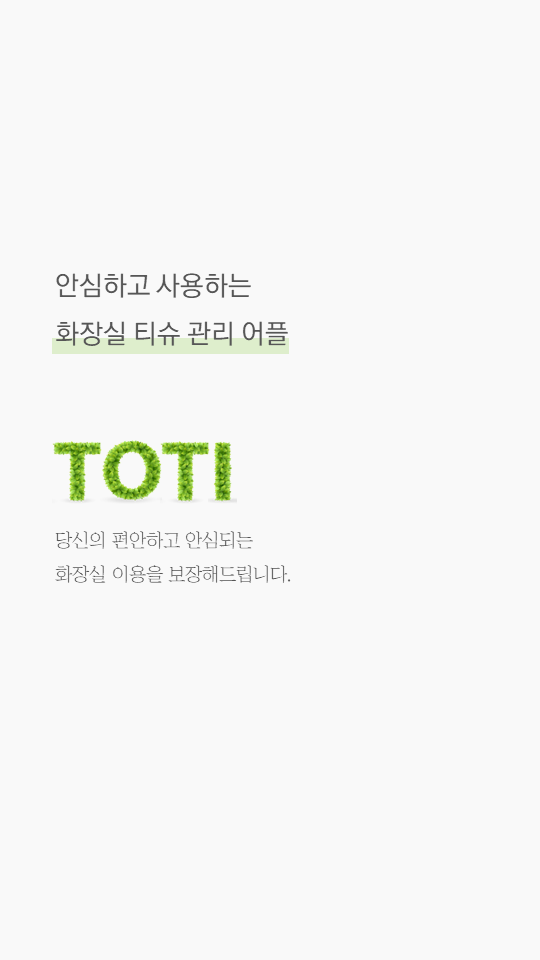 안심하고 사용하는
화장실 티슈 관리 어플
TOTI
당신의 편안하고 안심되는
화장실 이용을 보장해드립니다.